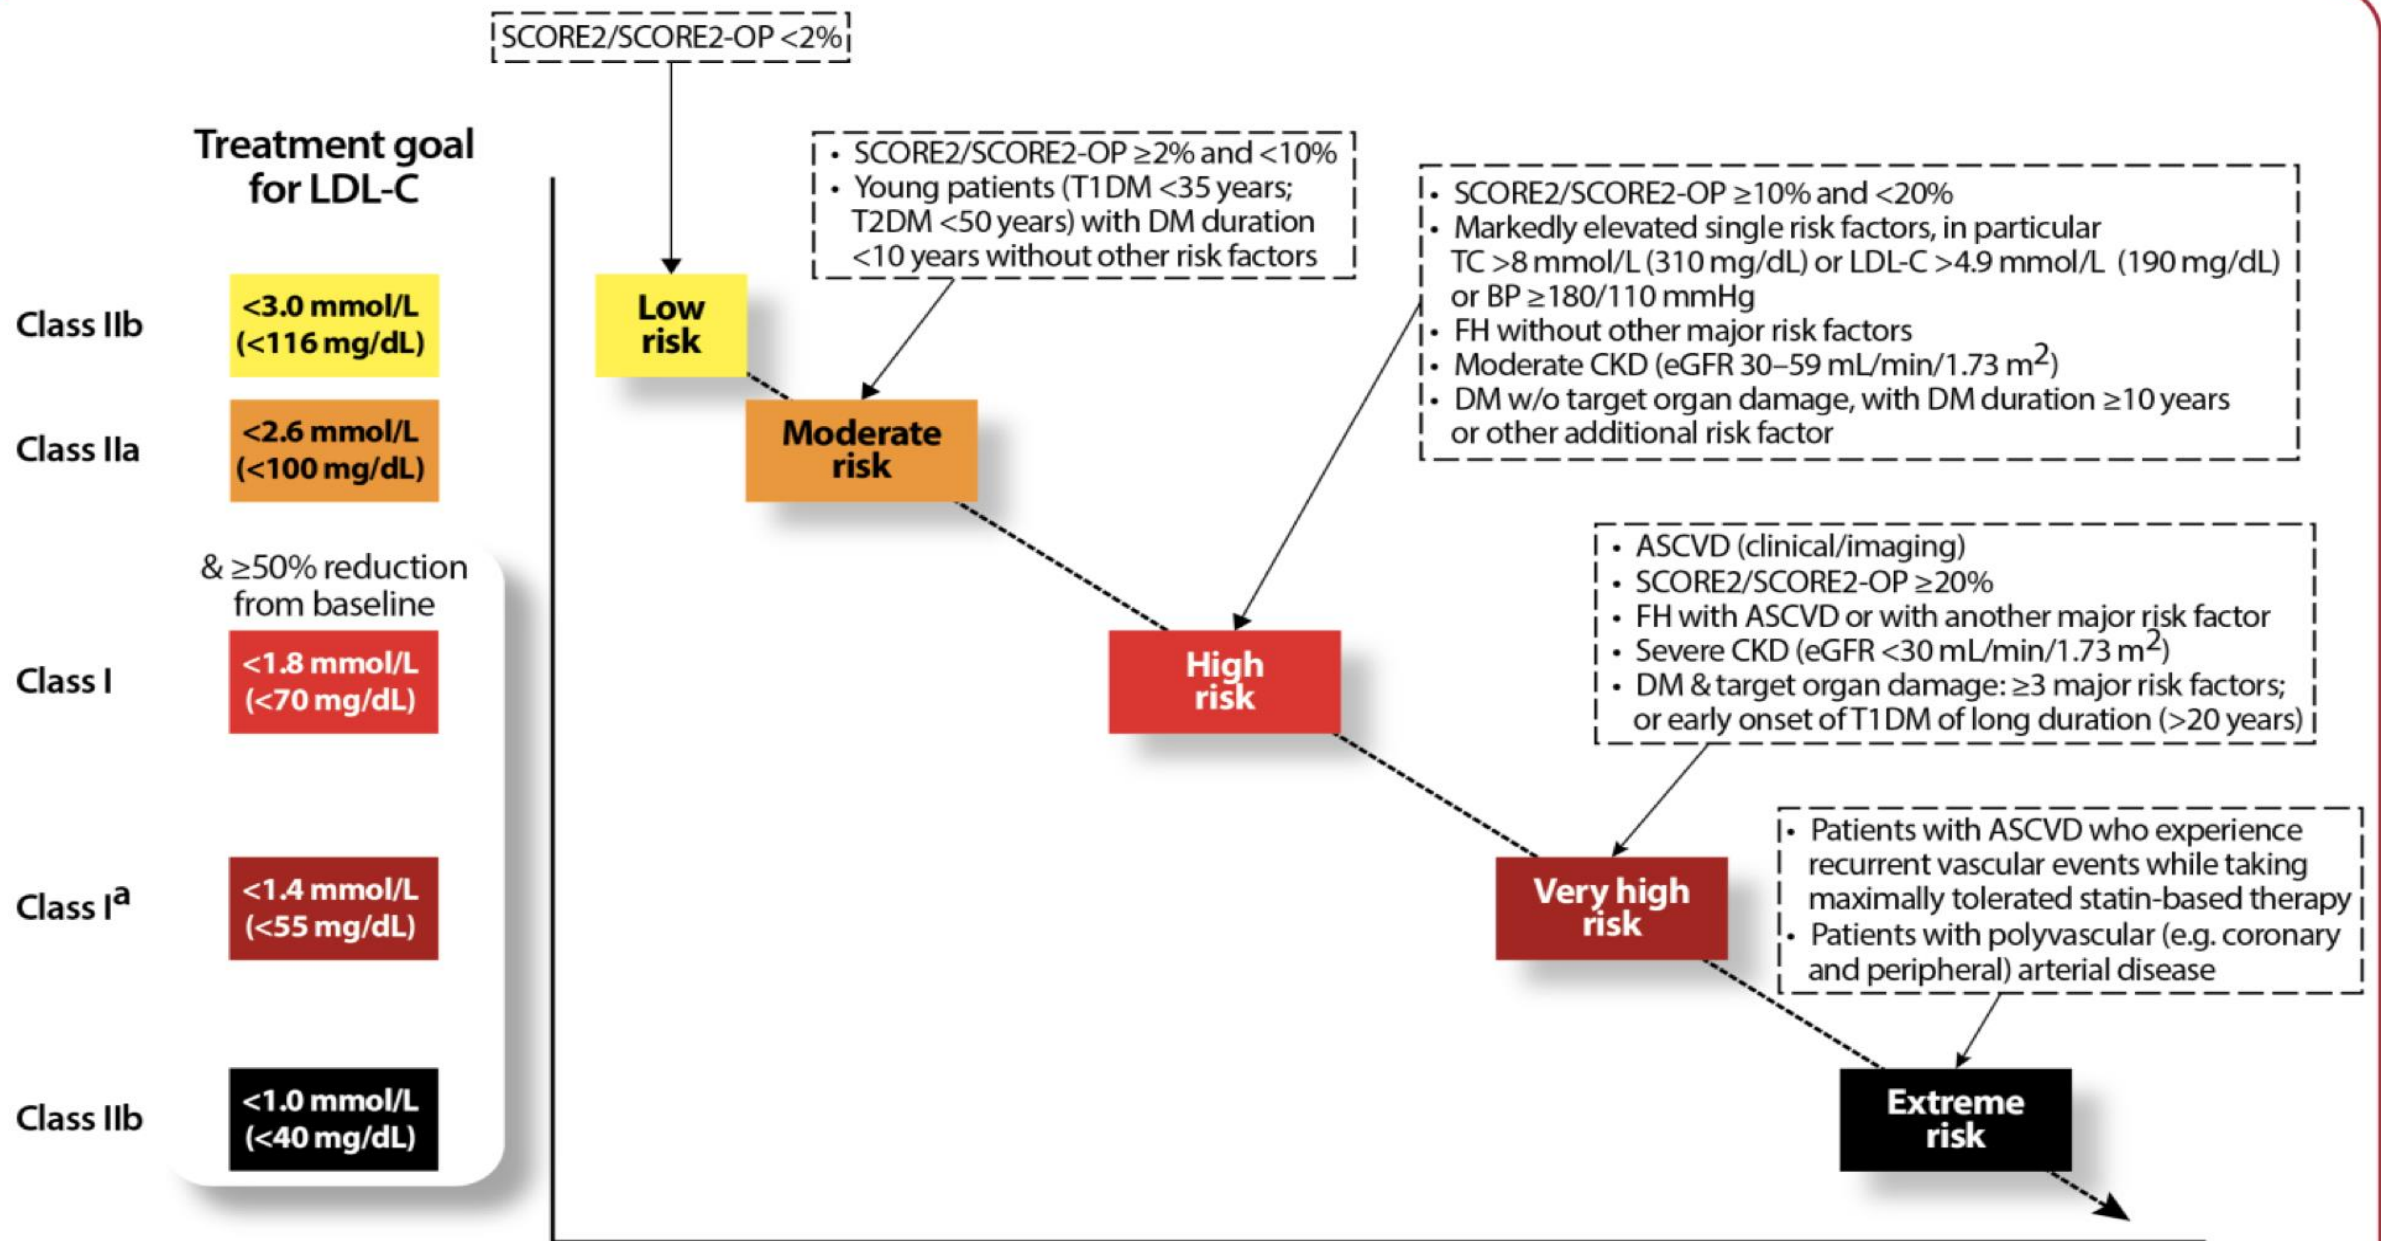 SCORE2/SCORE2-OP <2%
Treatment goal
for LDL-C
• SCORE2/SCORE2-OP ≥2% and <10%
• Young patients (T1DM <35 years;
T2DM <50 years) with DM duration
<10 years without other risk factors
• SCORE2/SCORE2-OP ≥10% and <20%
• Markedly elevated single risk factors, in particular
TC >8 mmol/L (310 mg/dL) or LDL-C >4.9 mmol/L (190 mg/dL)
or BP ≥180/110 mmHg
• FH without other major risk factors
• Moderate CKD (eGFR 30–59 mL/min/1.73 m²)
• DM w/o target organ damage, with DM duration ≥10 years
or other additional risk factor
Class IIb
<3.0 mmol/L
(<116 mg/dL)
Low
risk
Class IIa
<2.6 mmol/L
(<100 mg/dL)
Moderate
risk
& ≥50% reduction
from baseline
• ASCVD (clinical/imaging)
• SCORE2/SCORE2-OP ≥20%
• FH with ASCVD or with another major risk factor
• Severe CKD (eGFR <30 mL/min/1.73 m²)
• DM & target organ damage: ≥3 major risk factors;
or early onset of T1DM of long duration (>20 years)
Class I
<1.8 mmol/L
(<70 mg/dL)
High
risk
Class Iᵃ
<1.4 mmol/L
(<55 mg/dL)
Very high
risk
• Patients with ASCVD who experience
recurrent vascular events while taking
maximally tolerated statin-based therapy
• Patients with polyvascular (e.g. coronary
and peripheral) arterial disease
Class IIb
<1.0 mmol/L
(<40 mg/dL)
Extreme
risk